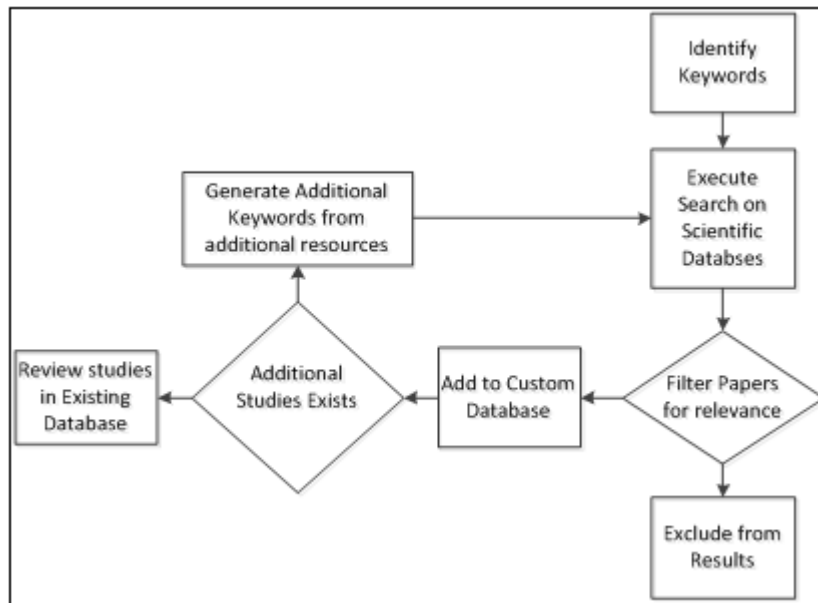 Identify
Keywords
Generate Additional
Keywords from
additional resources
Execute
Search on
Scientific
Databses
Review studies
in Existing
Database
Additional
Studies Exists
Add to Custom
Database
Filter Papers
for relevance
Exclude from
Results